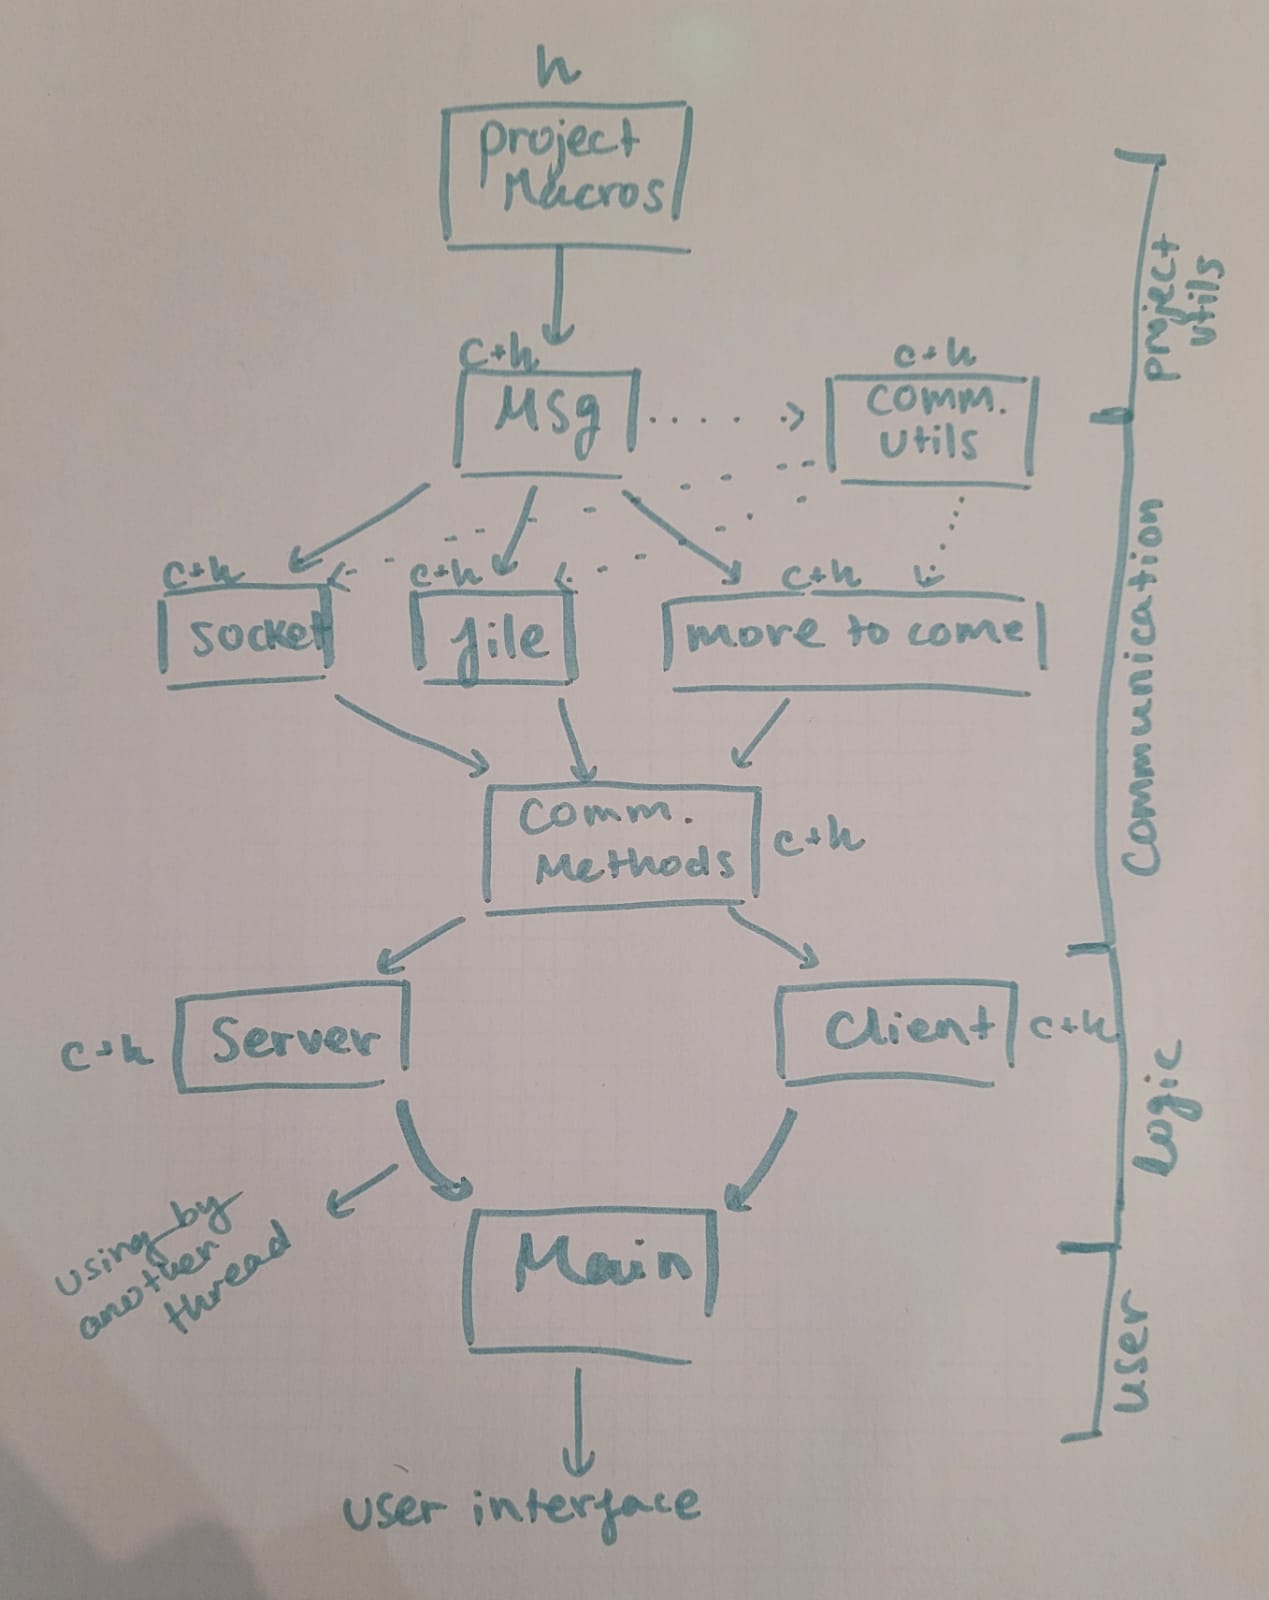 h
project
Macros
c+h
Msg
c+h
comm.
utils
c+h
socket
c+h
file
c+h
more to come
comm.
Methods
c+h
c+h
Server
Client
c+h
using by
another
thread
Main
user interface
project
utils
Communication
Logic
user